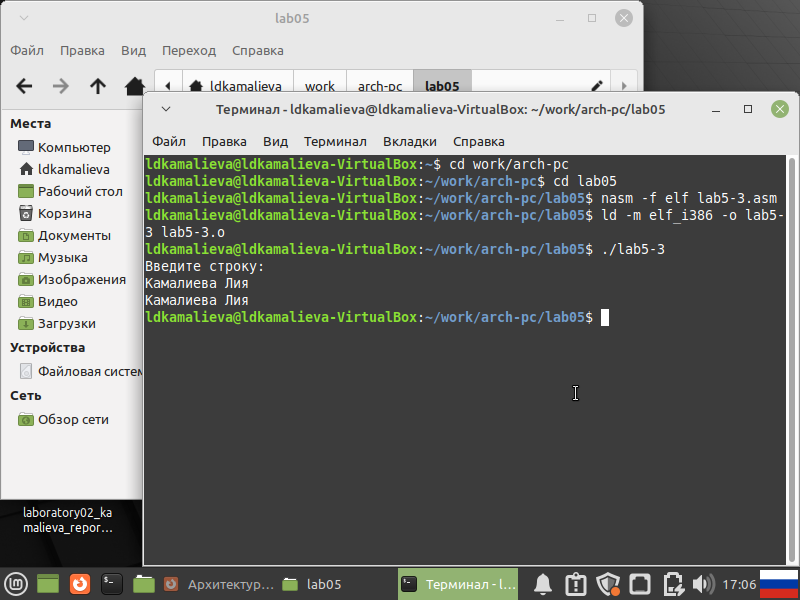 lab05
Файл Правка Вид Переход Справка
ldkamalieva work arch-pc lab05
Места
Компьютер
ldkamalieva
Рабочий стол
Корзина
Документы
Музыка
Изображения
Видео
Загрузки
Устройства
Файловая систем
Сеть
Обзор сети
Терминал - ldkamalieva@ldkamalieva-VirtualBox: ~/work/arch-pc/lab05
Файл Правка Вид Терминал Вкладки Справка
ldkamalieva@ldkamalieva-VirtualBox:~$ cd work/arch-pc
ldkamalieva@ldkamalieva-VirtualBox:~/work/arch-pc$ cd lab05
ldkamalieva@ldkamalieva-VirtualBox:~/work/arch-pc/lab05$ nasm -f elf lab5-3.asm
ldkamalieva@ldkamalieva-VirtualBox:~/work/arch-pc/lab05$ ld -m elf_i386 -o lab5-
3 lab5-3.o
ldkamalieva@ldkamalieva-VirtualBox:~/work/arch-pc/lab05$ ./lab5-3
Введите строку:
Камалиева Лия
Камалиева Лия
ldkamalieva@ldkamalieva-VirtualBox:~/work/arch-pc/lab05$
laboratory02_ka
malieva_repor...
Архитектур... lab05 Терминал - l... 17:06